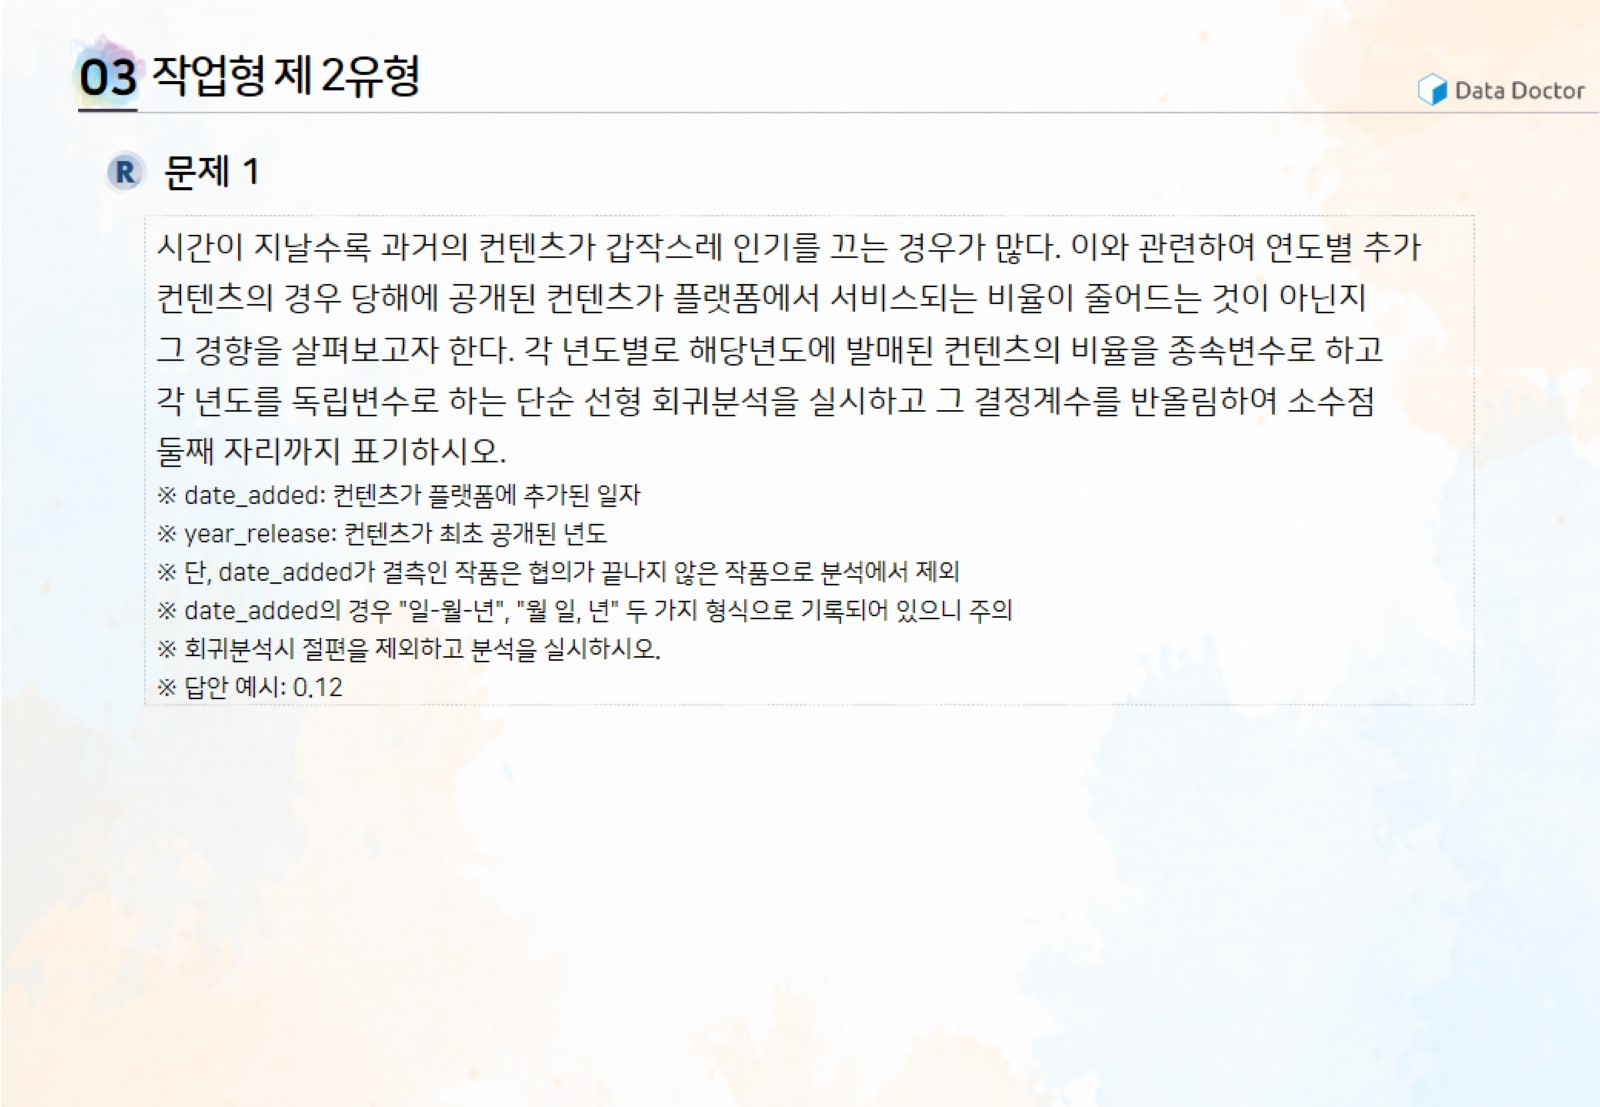 03 작업형 제 2유형
Data Doctor
R 문제 1
시간이 지날수록 과거의 컨텐츠가 갑작스레 인기를 끄는 경우가 많다. 이와 관련하여 연도별 추가
컨텐츠의 경우 당해에 공개된 컨텐츠가 플랫폼에서 서비스되는 비율이 줄어드는 것이 아닌지
그 경향을 살펴보고자 한다. 각 년도별로 해당년도에 발매된 컨텐츠의 비율을 종속변수로 하고
각 년도를 독립변수로 하는 단순 선형 회귀분석을 실시하고 그 결정계수를 반올림하여 소수점
둘째 자리까지 표기하시오.
※ date_added: 컨텐츠가 플랫폼에 추가된 일자
※ year_release: 컨텐츠가 최초 공개된 년도
※ 단, date_added가 결측인 작품은 협의가 끝나지 않은 작품으로 분석에서 제외
※ date_added의 경우 "일-월-년", "월 일, 년" 두 가지 형식으로 기록되어 있으니 주의
※ 회귀분석시 절편을 제외하고 분석을 실시하시오.
※ 답안 예시: 0.12